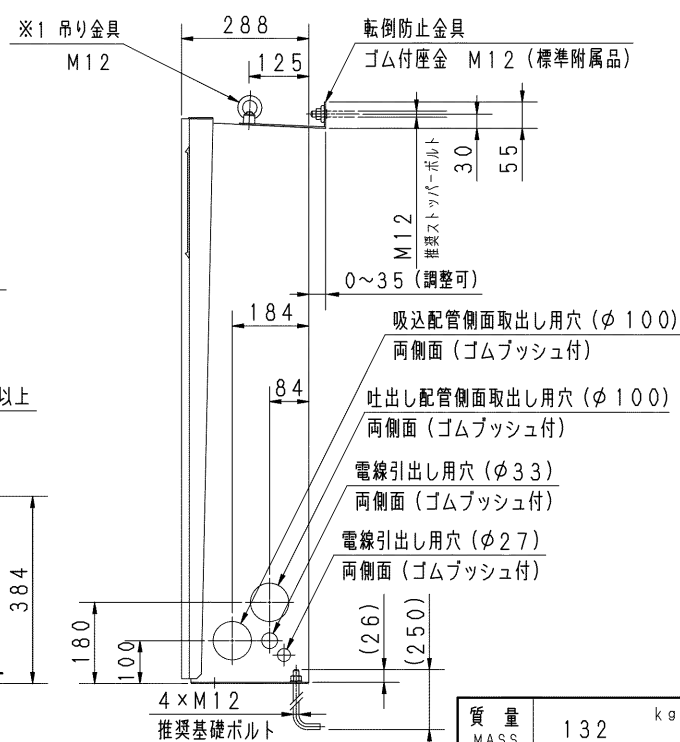 ※1 吊り金具
M12
288
125
転倒防止金具
ゴム付座金 M12(標準附属品)
30
55
M12
推奨ストッパーボルト
0~35(調整可)
184
吸込配管側面取出し用穴(φ100)
両側面(ゴムブッシュ付)
84
以上
吐出し配管側面取出し用穴(φ100)
両側面(ゴムブッシュ付)
電線引出し用穴(φ33)
両側面(ゴムブッシュ付)
電線引出し用穴(φ27)
両側面(ゴムブッシュ付)
384
180
100
(26)
(250)
4×M12
推奨基礎ボルト
質量 132 kg
MASS